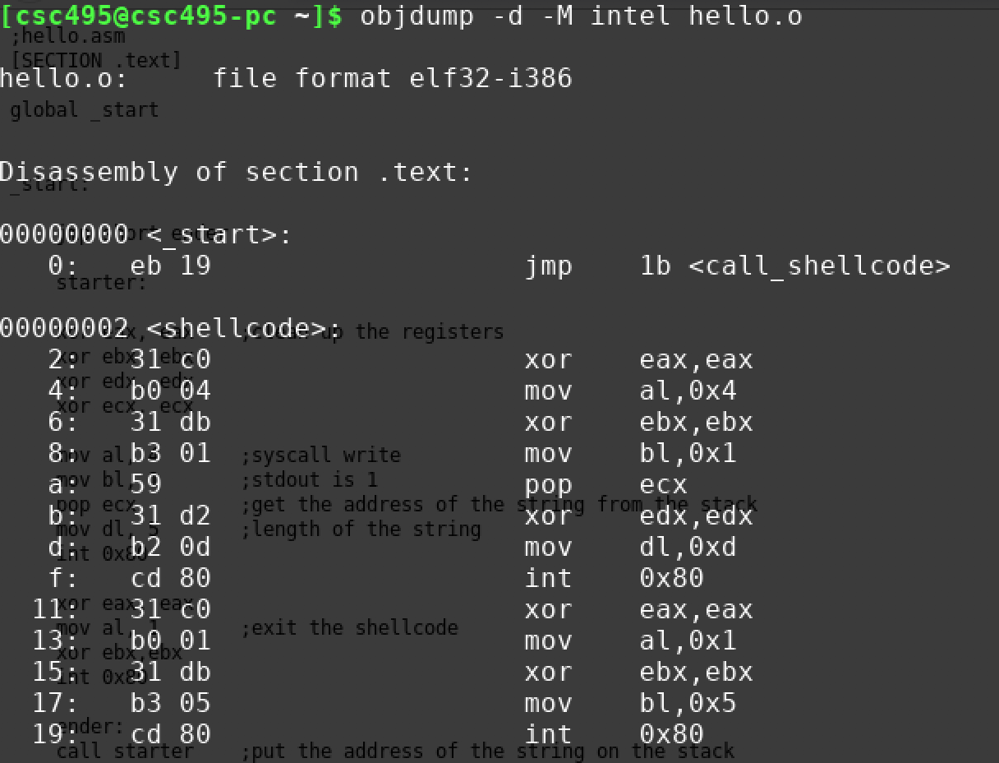 [csc495@csc495-pc ~]$ objdump -d -M intel hello.o
;hello.asm
[SECTION .text]
hello.o:     file format elf32-i386
global _start
Disassembly of section .text:
_start:
00000000 <_start>:
   0:   eb 19                   jmp    1b <call_shellcode>
starter:
00000002 <shellcode>:
up the registers
   2:   31 c0                   xor    eax,eax
xor ebx, ebx
xor edx, edx
   4:   b0 04                   mov    al,0x4
xor ecx, ecx
   6:   31 db                   xor    ebx,ebx
   8:   b3 01                   mov    bl,0x1
mov al, ;syscall write
mov bl, ;stdout is 1
   a:   59                      pop    ecx
pop ecx ;get the address of the string from the stack
   b:   31 d2                   xor    edx,edx
mov dl, 5 ;length of the string
   d:   b2 0d                   mov    dl,0xd
int 0x80
   f:   cd 80                   int    0x80
xor eax, eax
  11:   31 c0                   xor    eax,eax
mov al, 1 ;exit the shellcode
  13:   b0 01                   mov    al,0x1
xor ebx,ebx
  15:   31 db                   xor    ebx,ebx
int 0x80
  17:   b3 05                   mov    bl,0x5
ender:
  19:   cd 80                   int    0x80
call starter ;put the address of the string on the stack